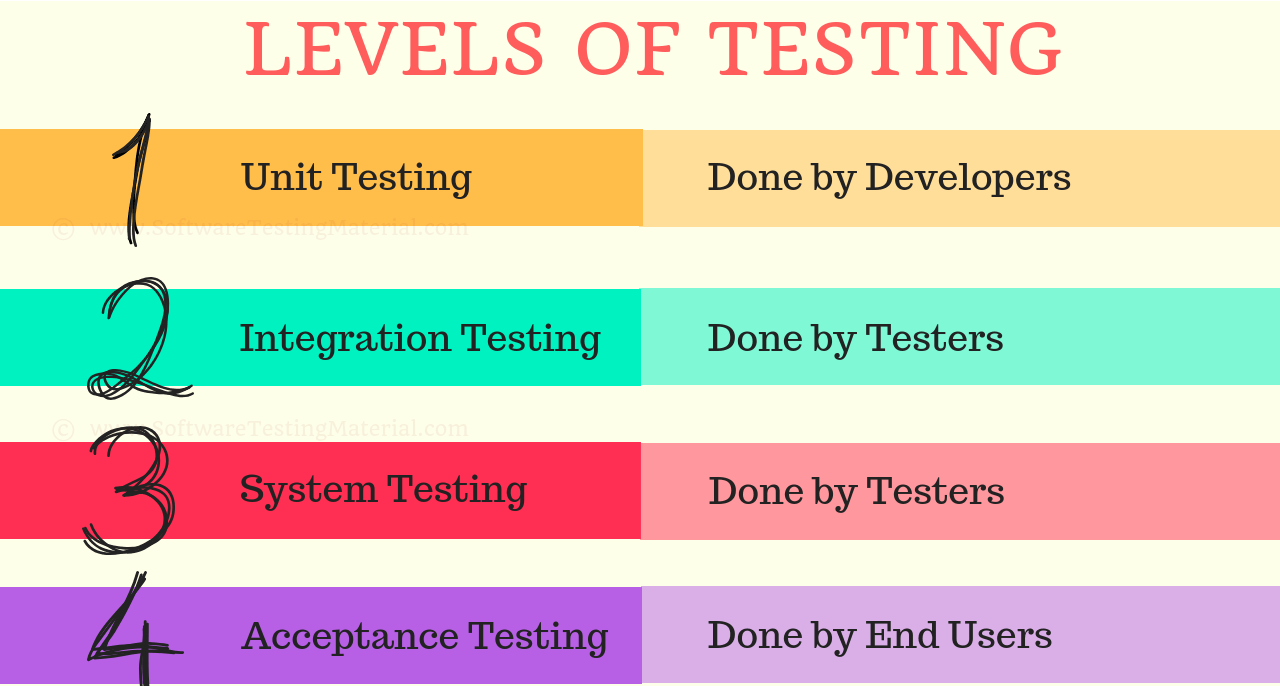 LEVELS OF TESTING
1 Unit Testing Done by Developers
© www.SoftwareTestingMaterial.com
2 Integration Testing Done by Testers
© www.SoftwareTestingMaterial.com
3 System Testing Done by Testers
4 Acceptance Testing Done by End Users